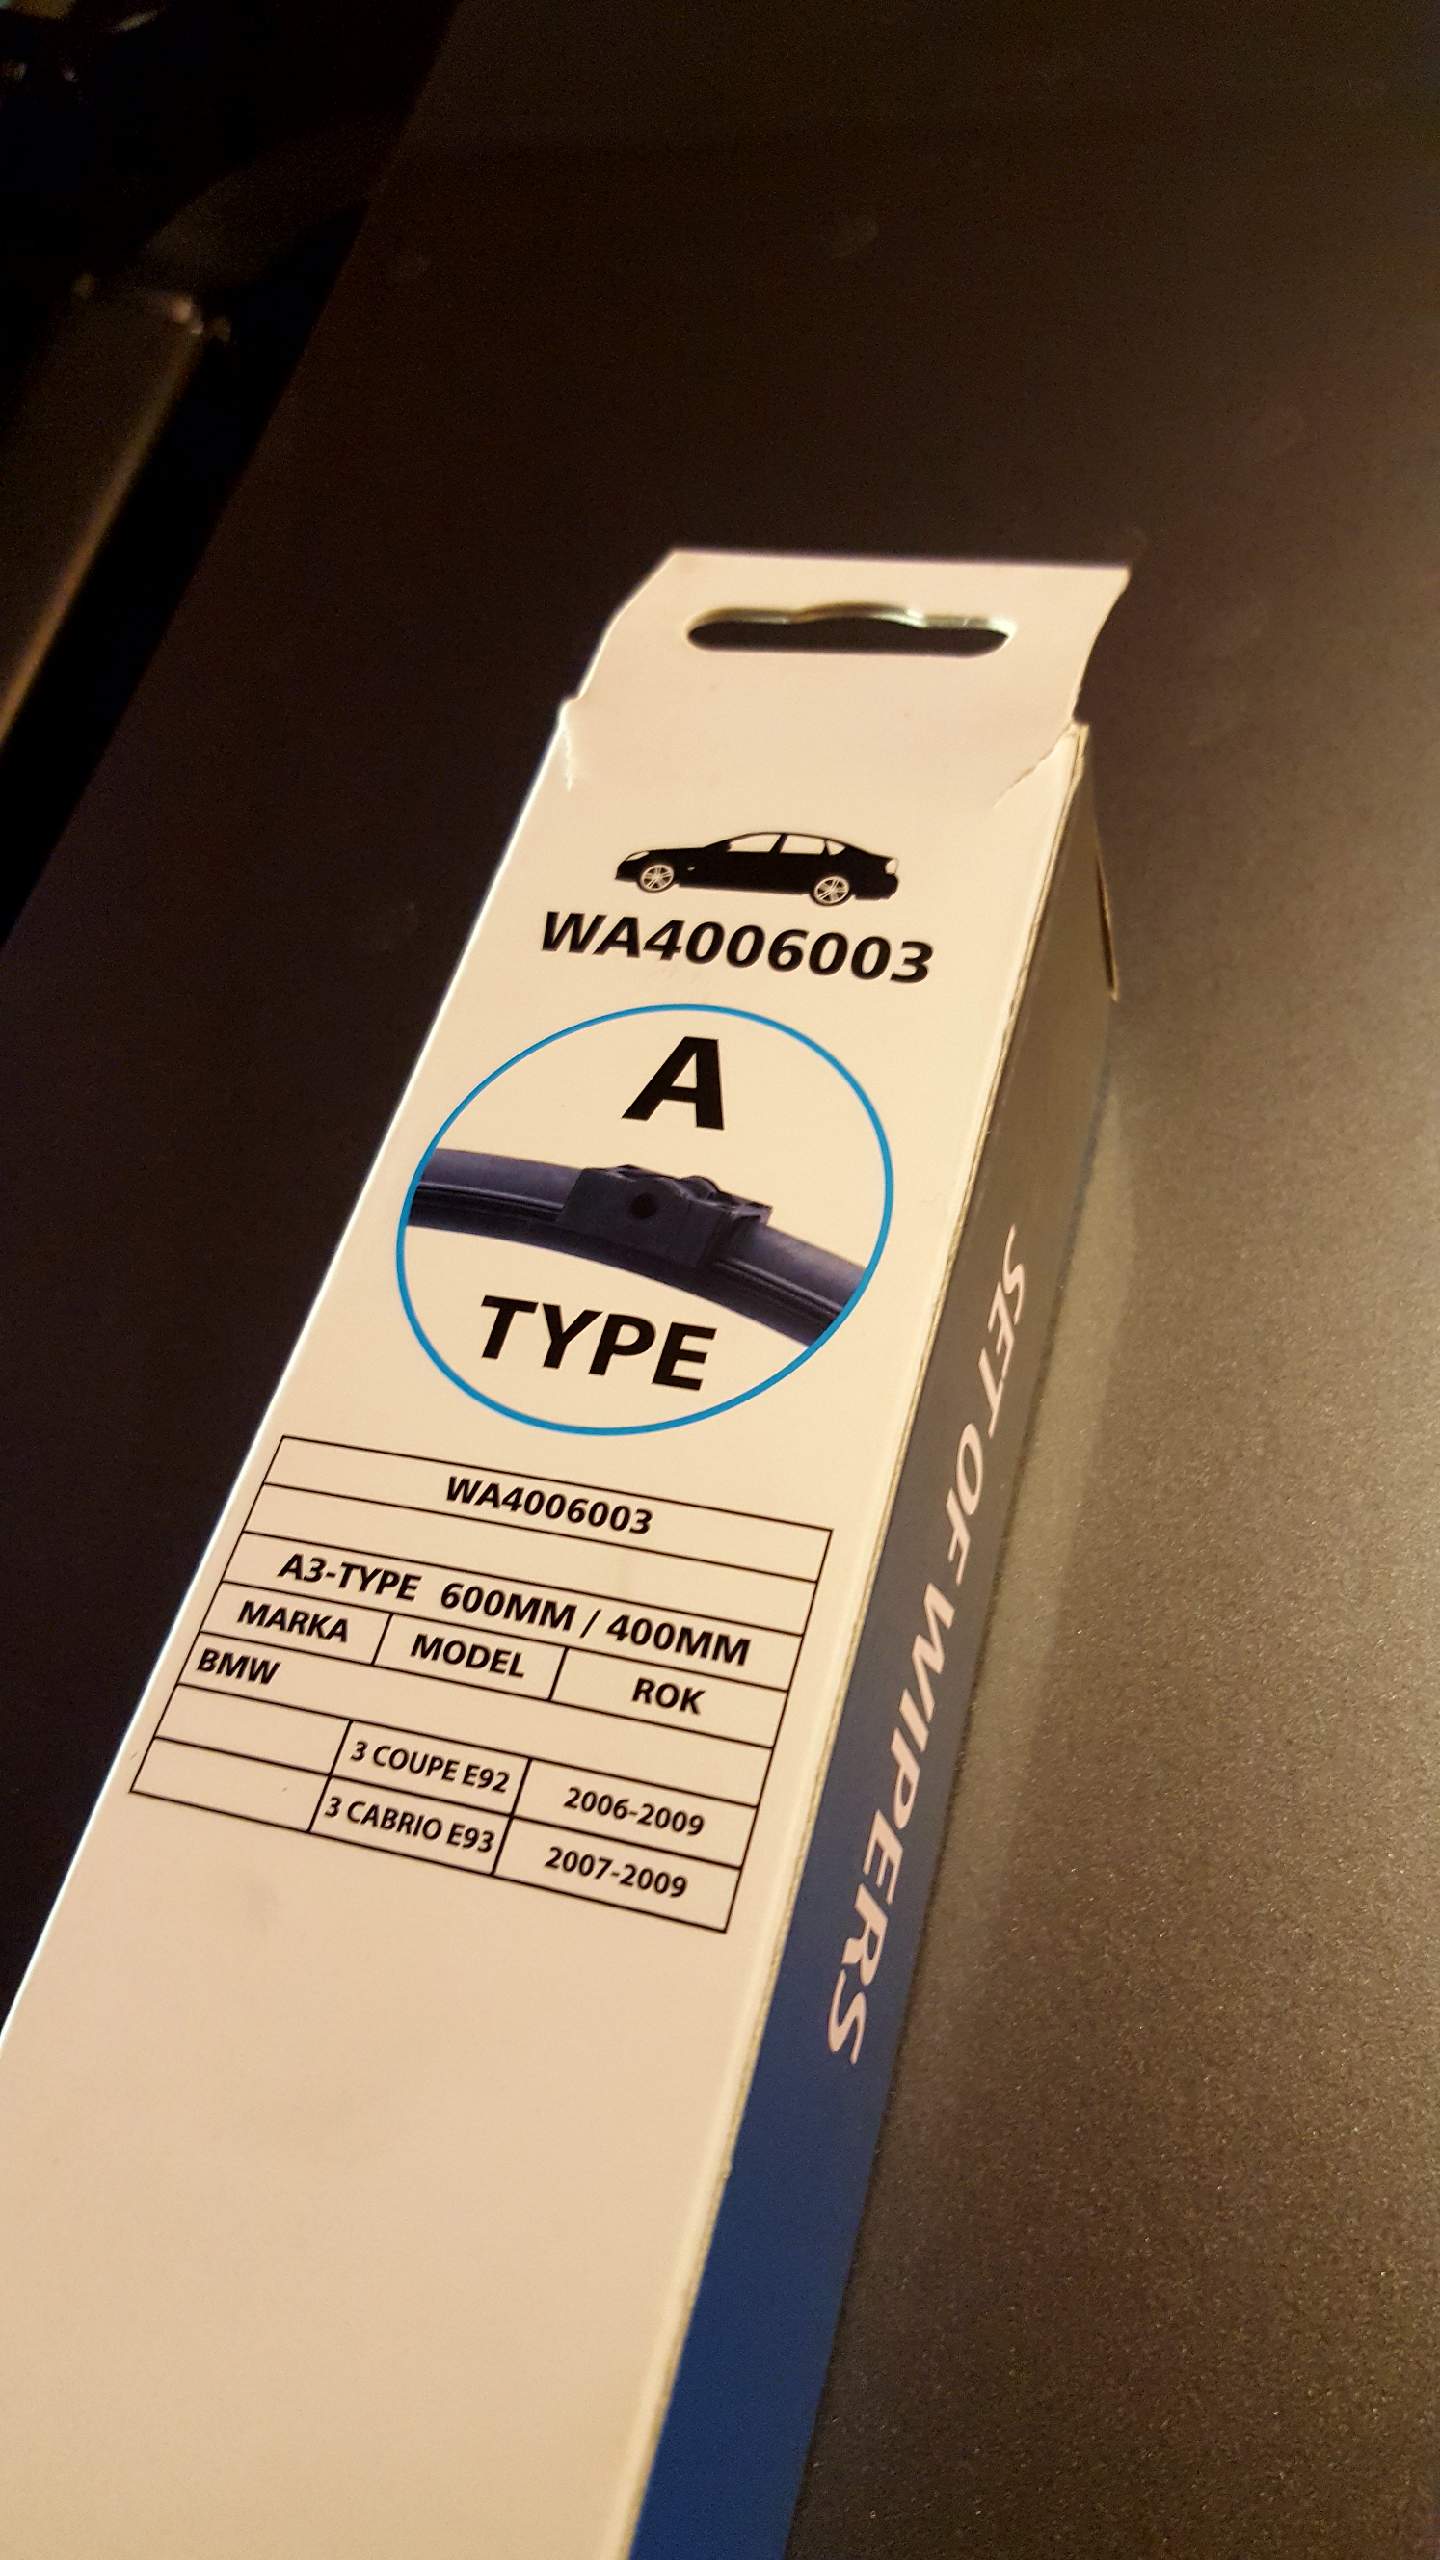 WA4006003
A
TYPE
WA4006003
A3-TYPE 600MM / 400MM
MARKA MODEL ROK
BMW
3 COUPE E92 2006-2009
3 CABRIO E93 2007-2009
SET OF WIPERS